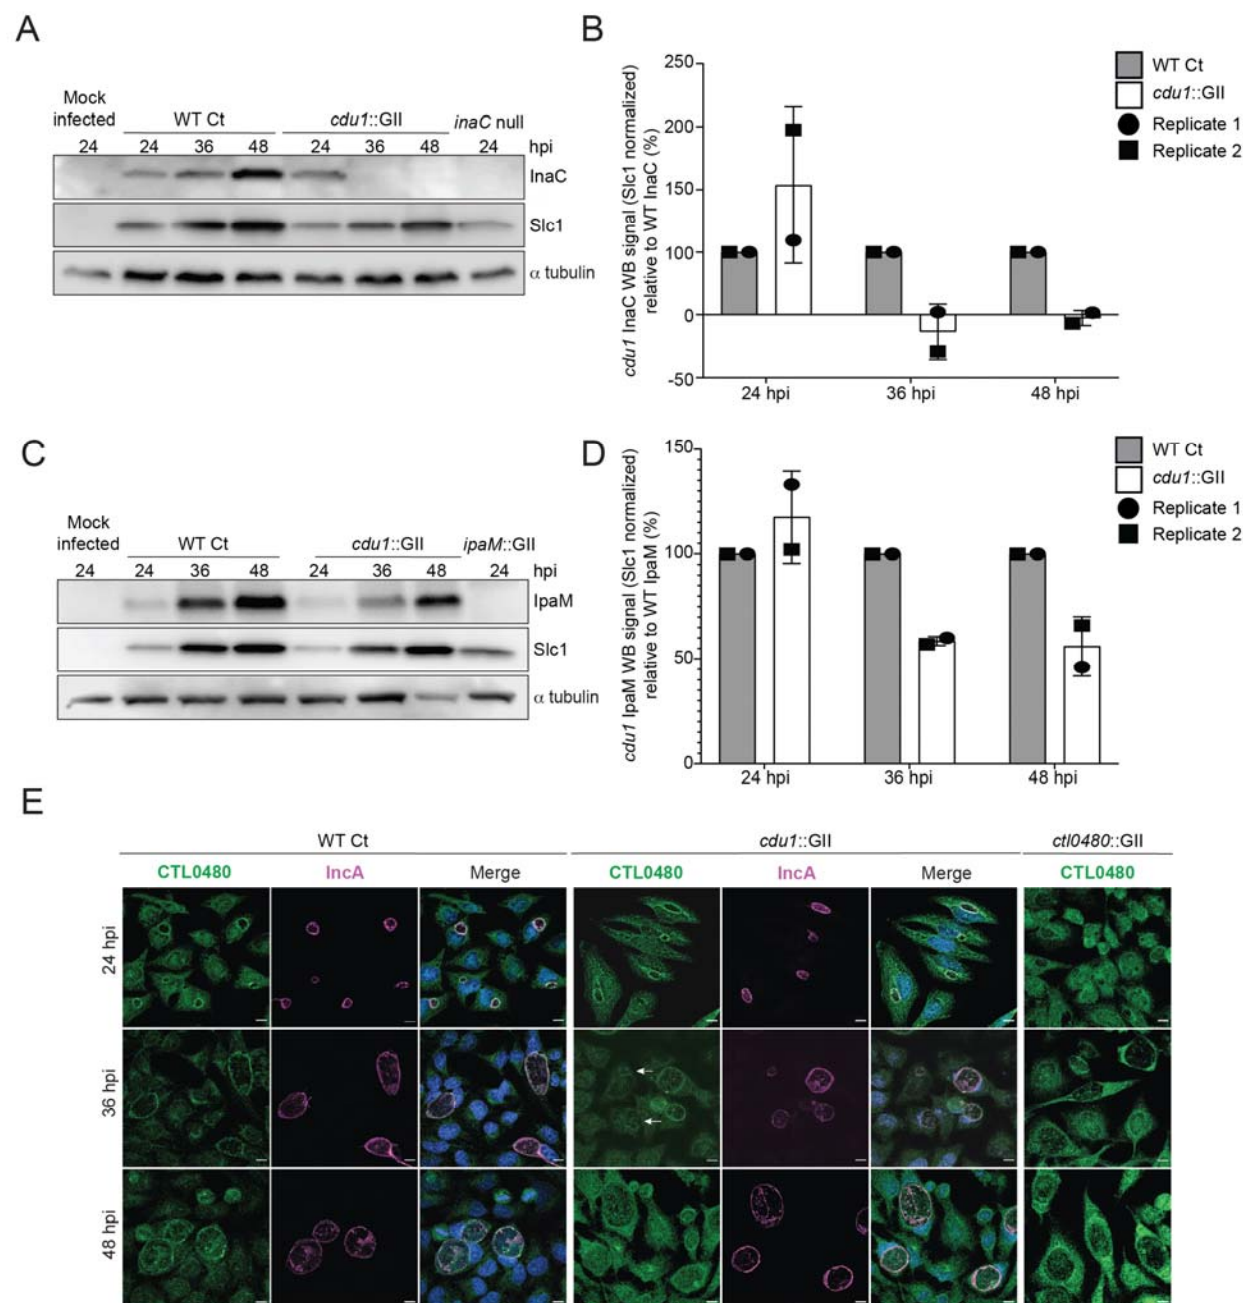 A
Mock
infected
WT Ct
cdu1::GII
inaC null
24
24
36
48
24
36
48
24
hpi
InaC
Slc1
α tubulin
B
cdu1 InaC WB signal (Slc1 normalized)
relative to WT InaC (%)
250
200
150
100
50
0
-50
24 hpi
36 hpi
48 hpi
WT Ct
cdu1::GII
Replicate 1
Replicate 2
C
Mock
infected
WT Ct
cdu1::GII
ipaM::GII
24
24
36
48
24
36
48
24
hpi
IpaM
Slc1
α tubulin
D
cdu1 IpaM WB signal (Slc1 normalized)
relative to WT IpaM (%)
150
100
50
0
24 hpi
36 hpi
48 hpi
WT Ct
cdu1::GII
Replicate 1
Replicate 2
E
WT Ct
cdu1::GII
ctl0480::GII
CTL0480
IncA
Merge
CTL0480
IncA
Merge
CTL0480
24 hpi
36 hpi
48 hpi